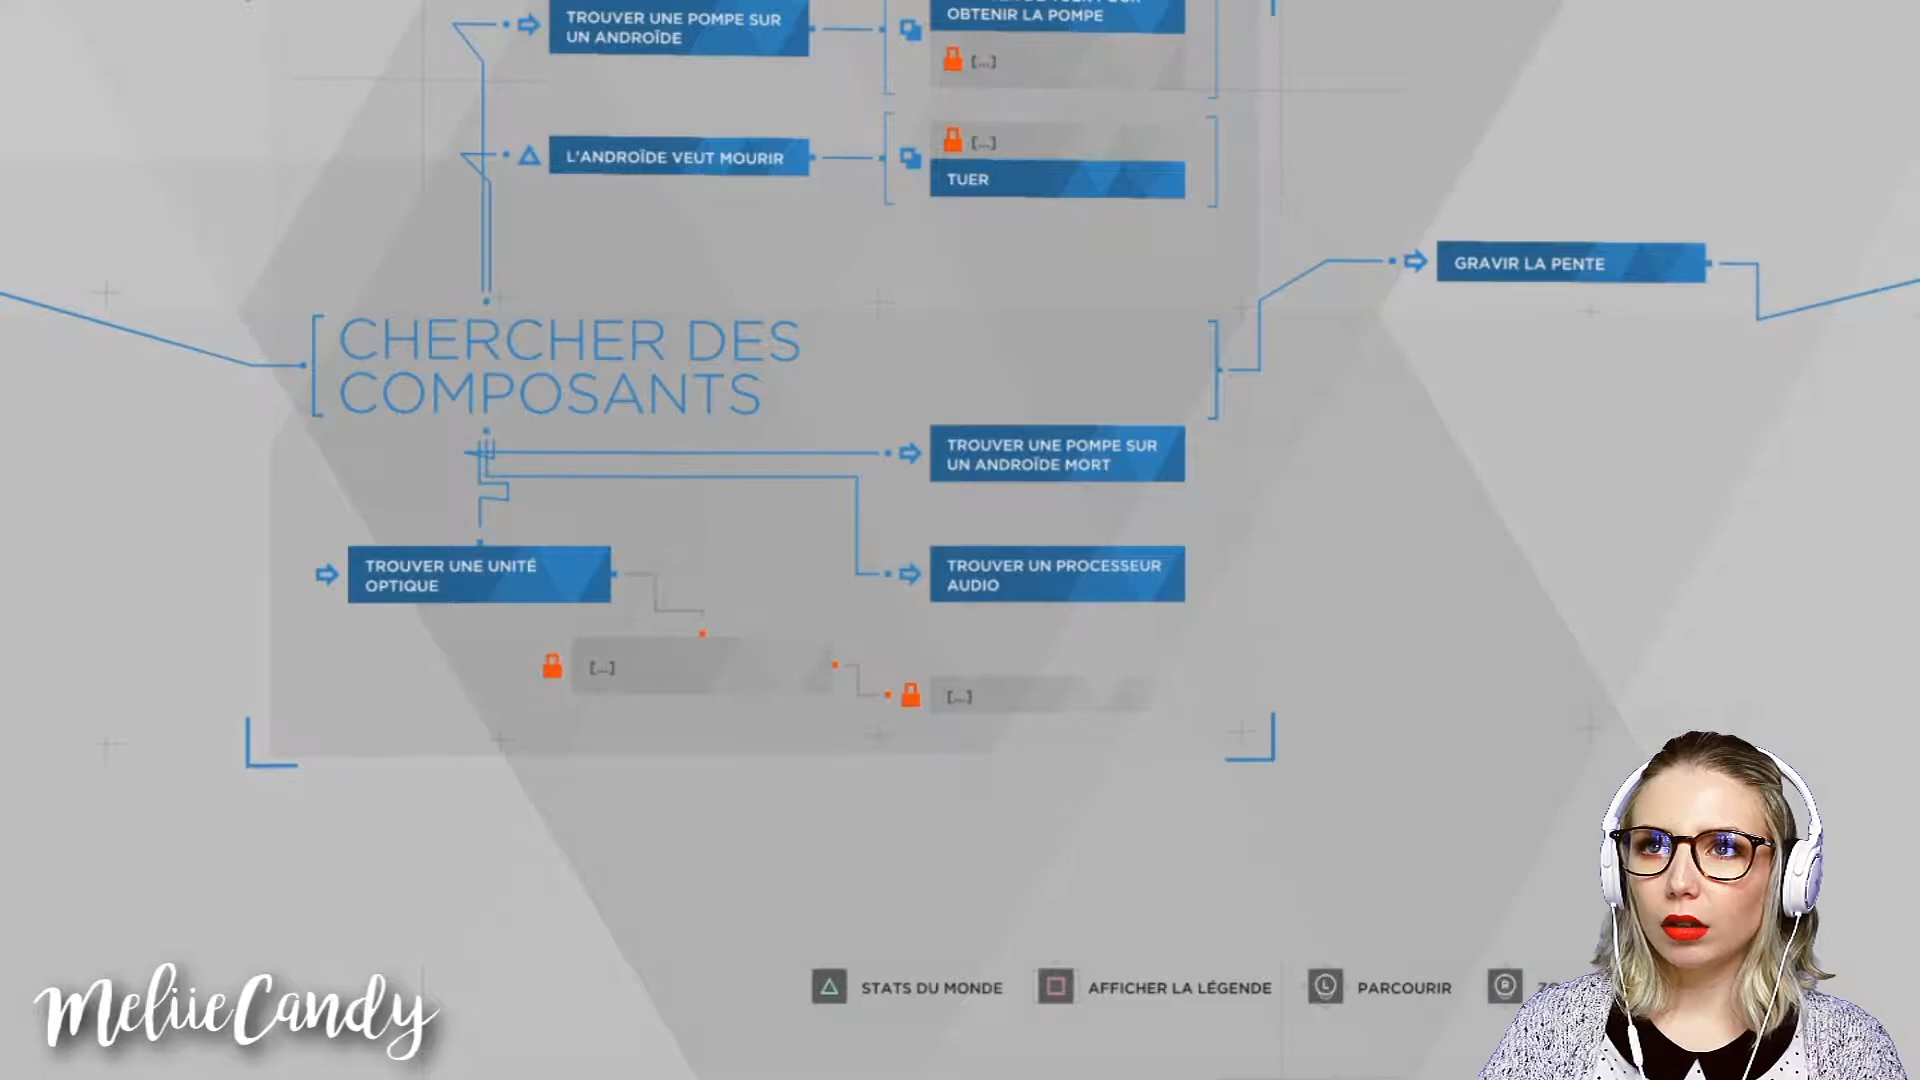 TROUVER UNE POMPE SUR
UN ANDROÏDE
OBTENIR LA POMPE
[...]
[...]
L'ANDROÏDE VEUT MOURIR
TUER
GRAVIR LA PENTE
CHERCHER DES
COMPOSANTS
TROUVER UNE POMPE SUR
UN ANDROÏDE MORT
TROUVER UNE UNITÉ
OPTIQUE
TROUVER UN PROCESSEUR
AUDIO
[...]
[...]
STATS DU MONDE
AFFICHER LA LÉGENDE
L
PARCOURIR
R
MeliieCandy